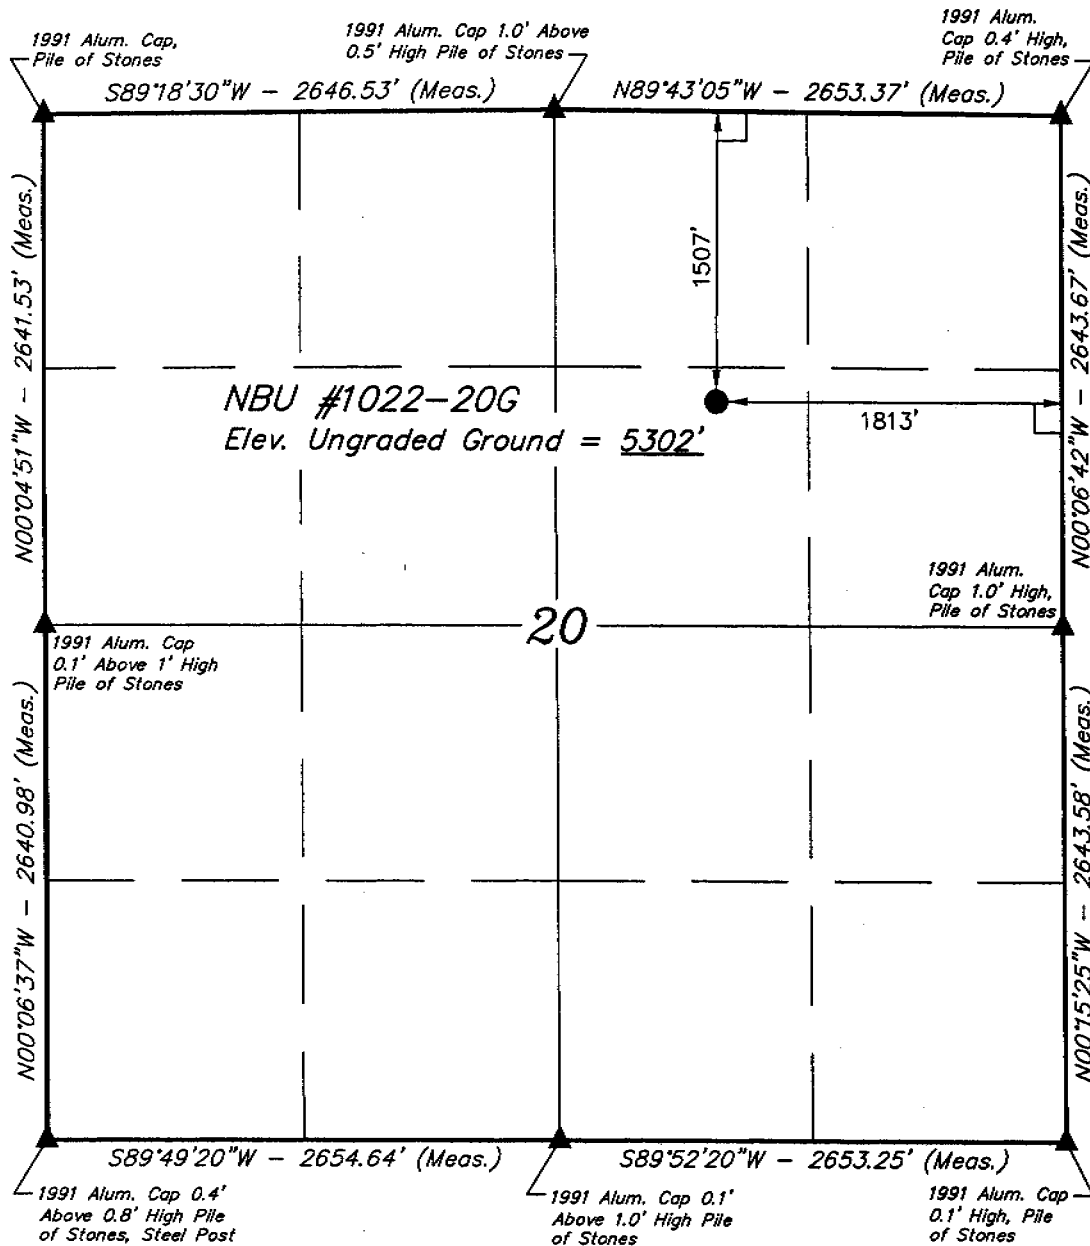 1991 Alum. Cap,
Pile of Stones
1991 Alum. Cap 1.0' Above
0.5' High Pile of Stones
1991 Alum.
Cap 0.4' High,
Pile of Stones
S89°18'30"W - 2646.53' (Meas.)
N89°43'05"W - 2653.37' (Meas.)
N00°04'51"W - 2641.53' (Meas.)
1507'
N00°06'42"W - 2643.67' (Meas.)
NBU #1022-20G
Elev. Ungraded Ground = 5302'
1813'
1991 Alum.
Cap 1.0' High,
Pile of Stones
20
1991 Alum. Cap
0.1' Above 1' High
Pile of Stones
N00°06'37"W - 2640.98' (Meas.)
N00°15'25"W - 2643.58' (Meas.)
S89°49'20"W - 2654.64' (Meas.)
S89°52'20"W - 2653.25' (Meas.)
1991 Alum. Cap 0.4'
Above 0.8' High Pile
of Stones, Steel Post
1991 Alum. Cap 0.1'
Above 1.0' High Pile
of Stones
1991 Alum. Cap
0.1' High, Pile
of Stones